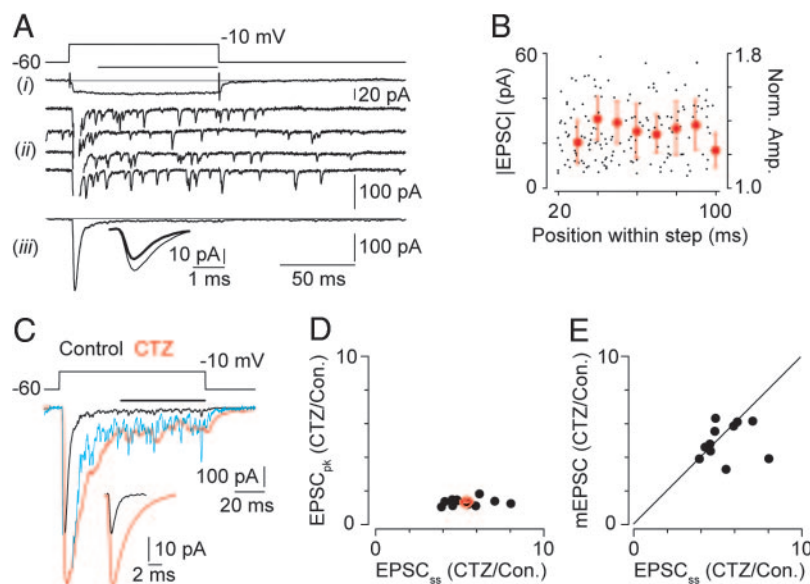 A
-10 mV
-60
(i)
20 pA
(ii)
100 pA
(iii)
100 pA
10 pA
1 ms
50 ms
B
60
1.8
|EPSC| (pA)
Norm. Amp.
0
1.0
20
100
Position within step (ms)
C
Control CTZ
-10 mV
-60
100 pA
20 ms
10 pA
2 ms
D
10
EPSCpk (CTZ/Con.)
0
0
10
EPSCss (CTZ/Con.)
E
10
mEPSC (CTZ/Con.)
0
0
10
EPSCss (CTZ/Con.)